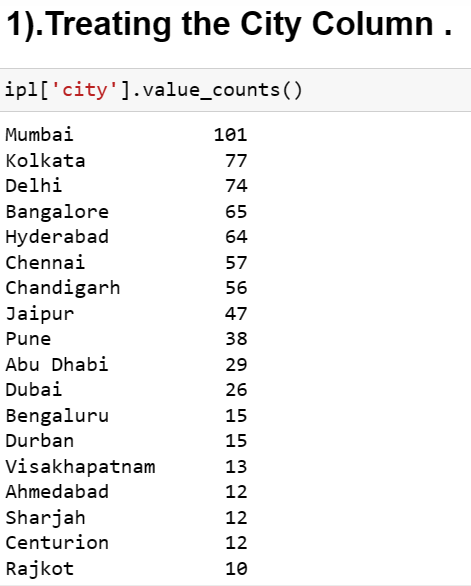 1).Treating the City Column .
ipl['city'].value_counts()
Mumbai 101
Kolkata 77
Delhi 74
Bangalore 65
Hyderabad 64
Chennai 57
Chandigarh 56
Jaipur 47
Pune 38
Abu Dhabi 29
Dubai 26
Bengaluru 15
Durban 15
Visakhapatnam 13
Ahmedabad 12
Sharjah 12
Centurion 12
Rajkot 10